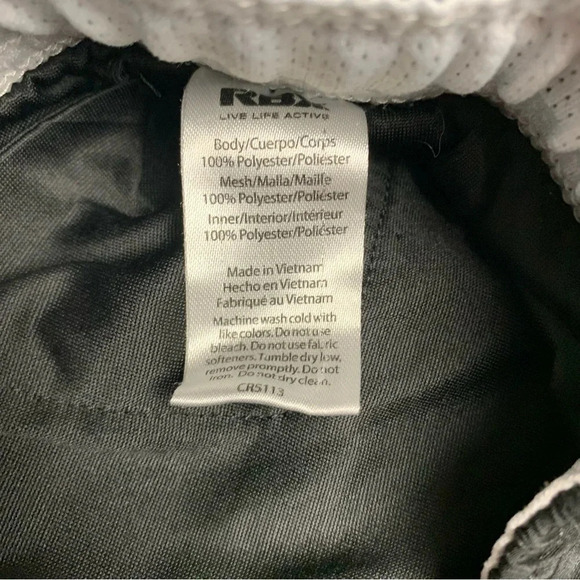 RBX
LIVE LIFE ACTIVE
Body/Cuerpo/Corps
100% Polyester/Poliéster
Mesh/Malla/Maille
100% Polyester/Poliéster
Inner/Interior/Intérieur
100% Polyester/Poliéster
Made in Vietnam
Hecho en Vietnam
Fabriqué au Vietnam
Machine wash cold with
like colors. Do not use
bleach. Do not use fabric
softeners. Tumble dry low,
remove promptly. Do not
iron. Do not dry clean.
CR5113